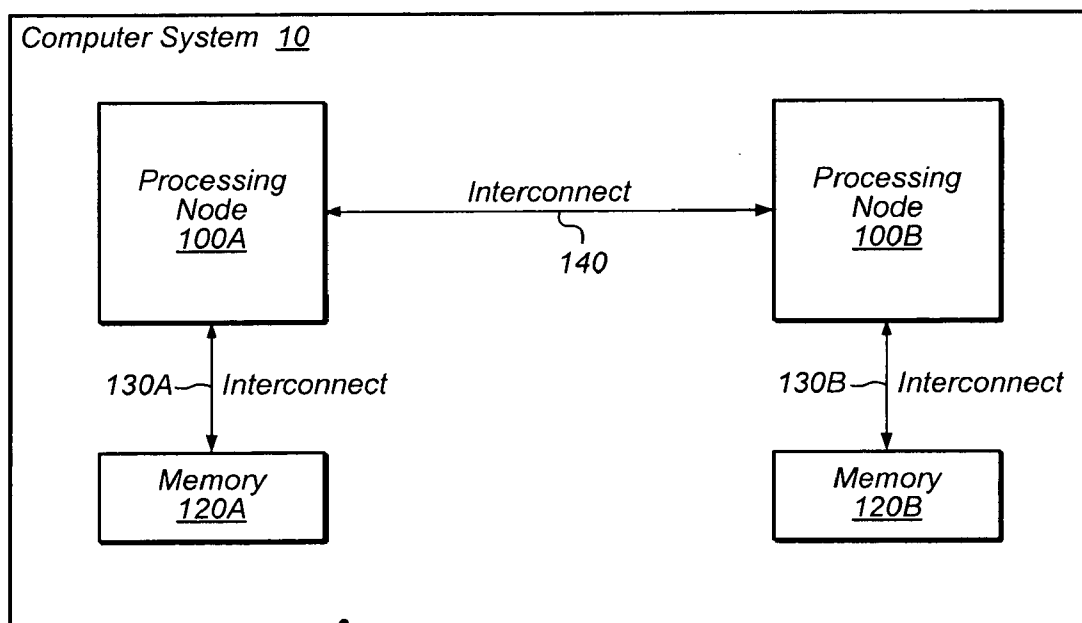 Computer System 10
Processing
Node
100A
Interconnect
140
Processing
Node
100B
130A
Interconnect
130B
Interconnect
Memory
120A
Memory
120B